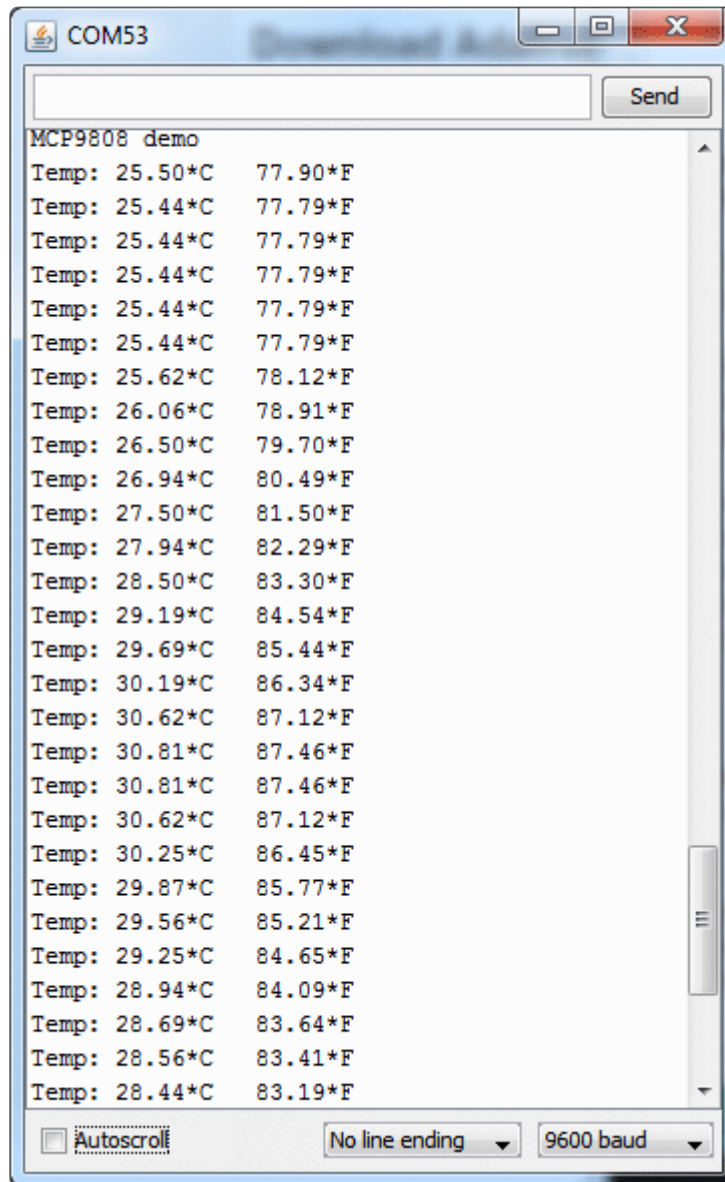 COM53
Send
MCP9808 demo
Temp: 25.50*C   77.90*F
Temp: 25.44*C   77.79*F
Temp: 25.44*C   77.79*F
Temp: 25.44*C   77.79*F
Temp: 25.44*C   77.79*F
Temp: 25.44*C   77.79*F
Temp: 25.62*C   78.12*F
Temp: 26.06*C   78.91*F
Temp: 26.50*C   79.70*F
Temp: 26.94*C   80.49*F
Temp: 27.50*C   81.50*F
Temp: 27.94*C   82.29*F
Temp: 28.50*C   83.30*F
Temp: 29.19*C   84.54*F
Temp: 29.69*C   85.44*F
Temp: 30.19*C   86.34*F
Temp: 30.62*C   87.12*F
Temp: 30.81*C   87.46*F
Temp: 30.81*C   87.46*F
Temp: 30.62*C   87.12*F
Temp: 30.25*C   86.45*F
Temp: 29.87*C   85.77*F
Temp: 29.56*C   85.21*F
Temp: 29.25*C   84.65*F
Temp: 28.94*C   84.09*F
Temp: 28.69*C   83.64*F
Temp: 28.56*C   83.41*F
Temp: 28.44*C   83.19*F
Autoscroll No line ending 9600 baud